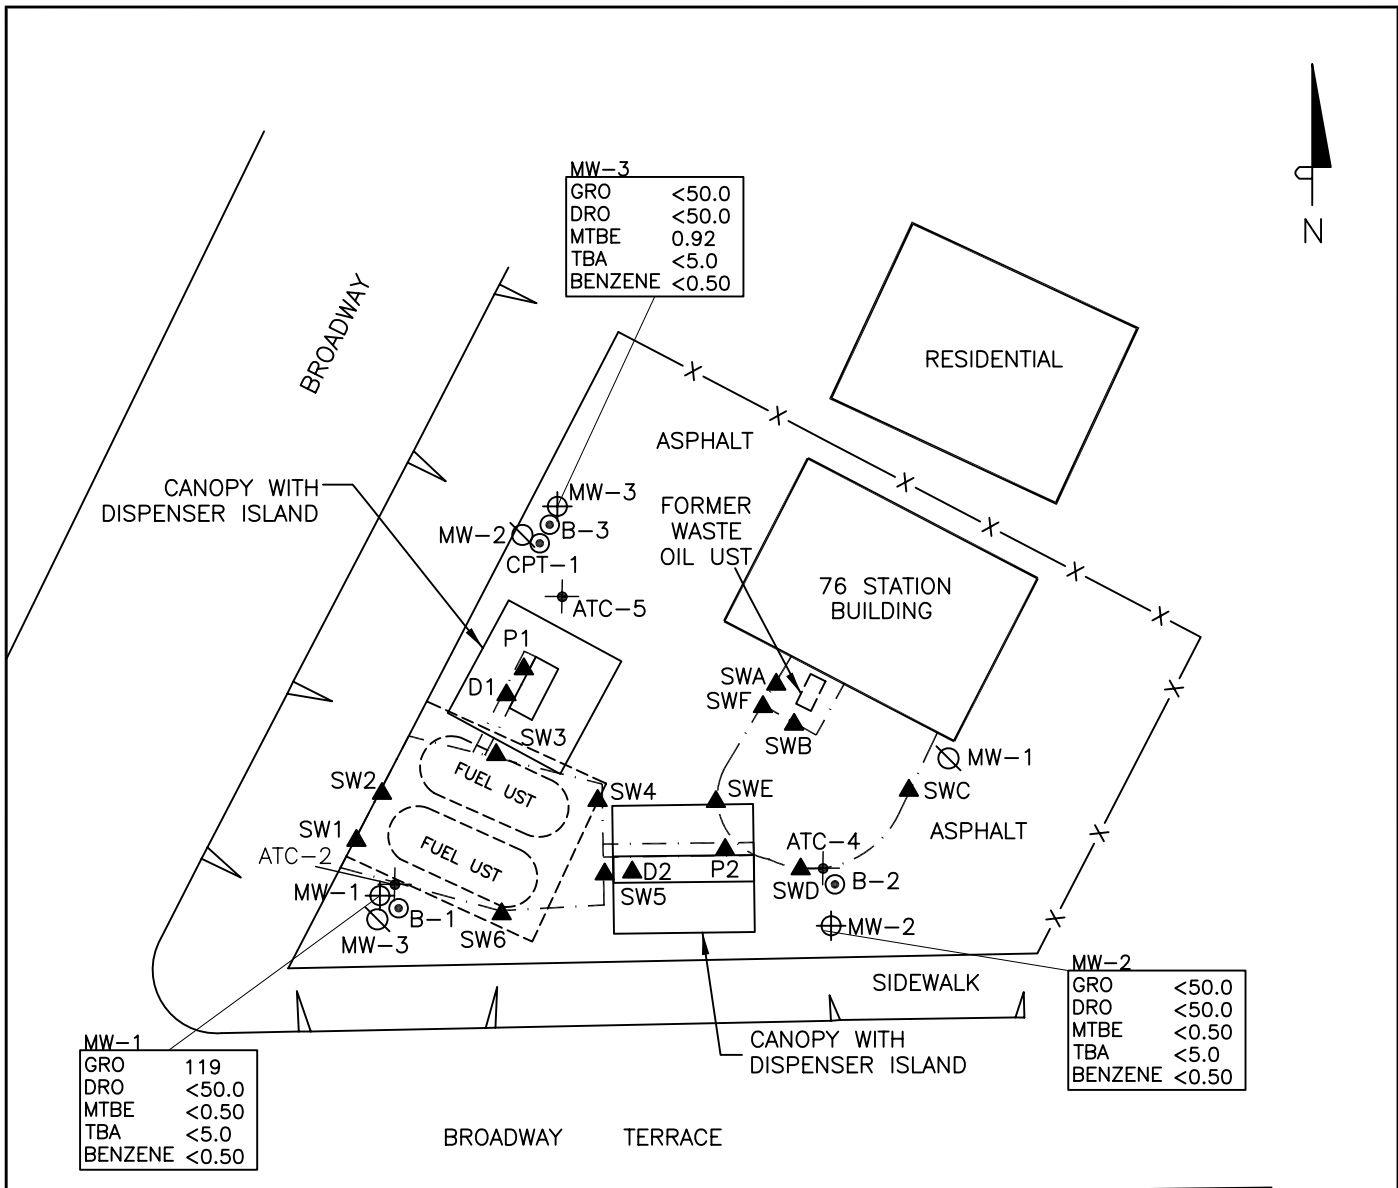 MW-3
GRO <50.0
DRO <50.0
MTBE 0.92
TBA <5.0
BENZENE <0.50
N
BROADWAY
RESIDENTIAL
ASPHALT
CANOPY WITH
DISPENSER ISLAND
MW-3
MW-2
B-3
CPT-1
ATC-5
FORMER
WASTE
OIL UST
76 STATION
BUILDING
P1
D1
SWA
SWF
SWB
SW3
FUEL UST
SW2
SW4
SWE
MW-1
SWC
SW1
FUEL UST
ATC-2
ASPHALT
ATC-4
P2
D2
SWD
B-2
MW-1
SW5
B-1
SW6
MW-3
MW-2
SIDEWALK
MW-2
GRO <50.0
DRO <50.0
MTBE <0.50
TBA <5.0
BENZENE <0.50
CANOPY WITH
DISPENSER ISLAND
MW-1
GRO 119
DRO <50.0
MTBE <0.50
TBA <5.0
BENZENE <0.50
BROADWAY TERRACE